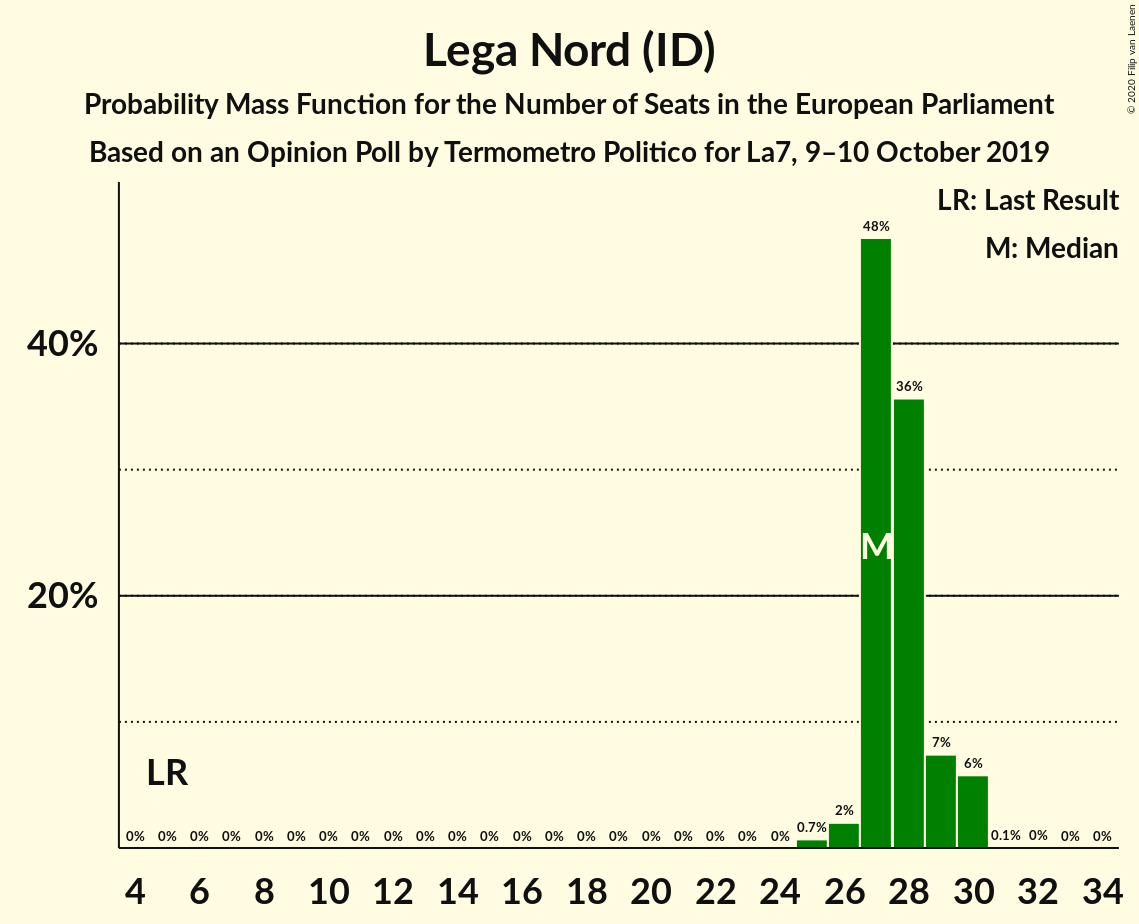 Lega Nord (ID)
Probability Mass Function for the Number of Seats in the European Parliament
Based on an Opinion Poll by Termometro Politico for La7, 9–10 October 2019
© 2020 Filip van Laenen
LR: Last Result
M: Median
48%
40%
36%
M
20%
7%
LR
6%
2%
0% 0% 0% 0% 0% 0% 0% 0% 0% 0% 0% 0% 0% 0% 0% 0% 0% 0% 0% 0% 0% 0.7% 0.1% 0% 0% 0%
4 6 8 10 12 14 16 18 20 22 24 26 28 30 32 34